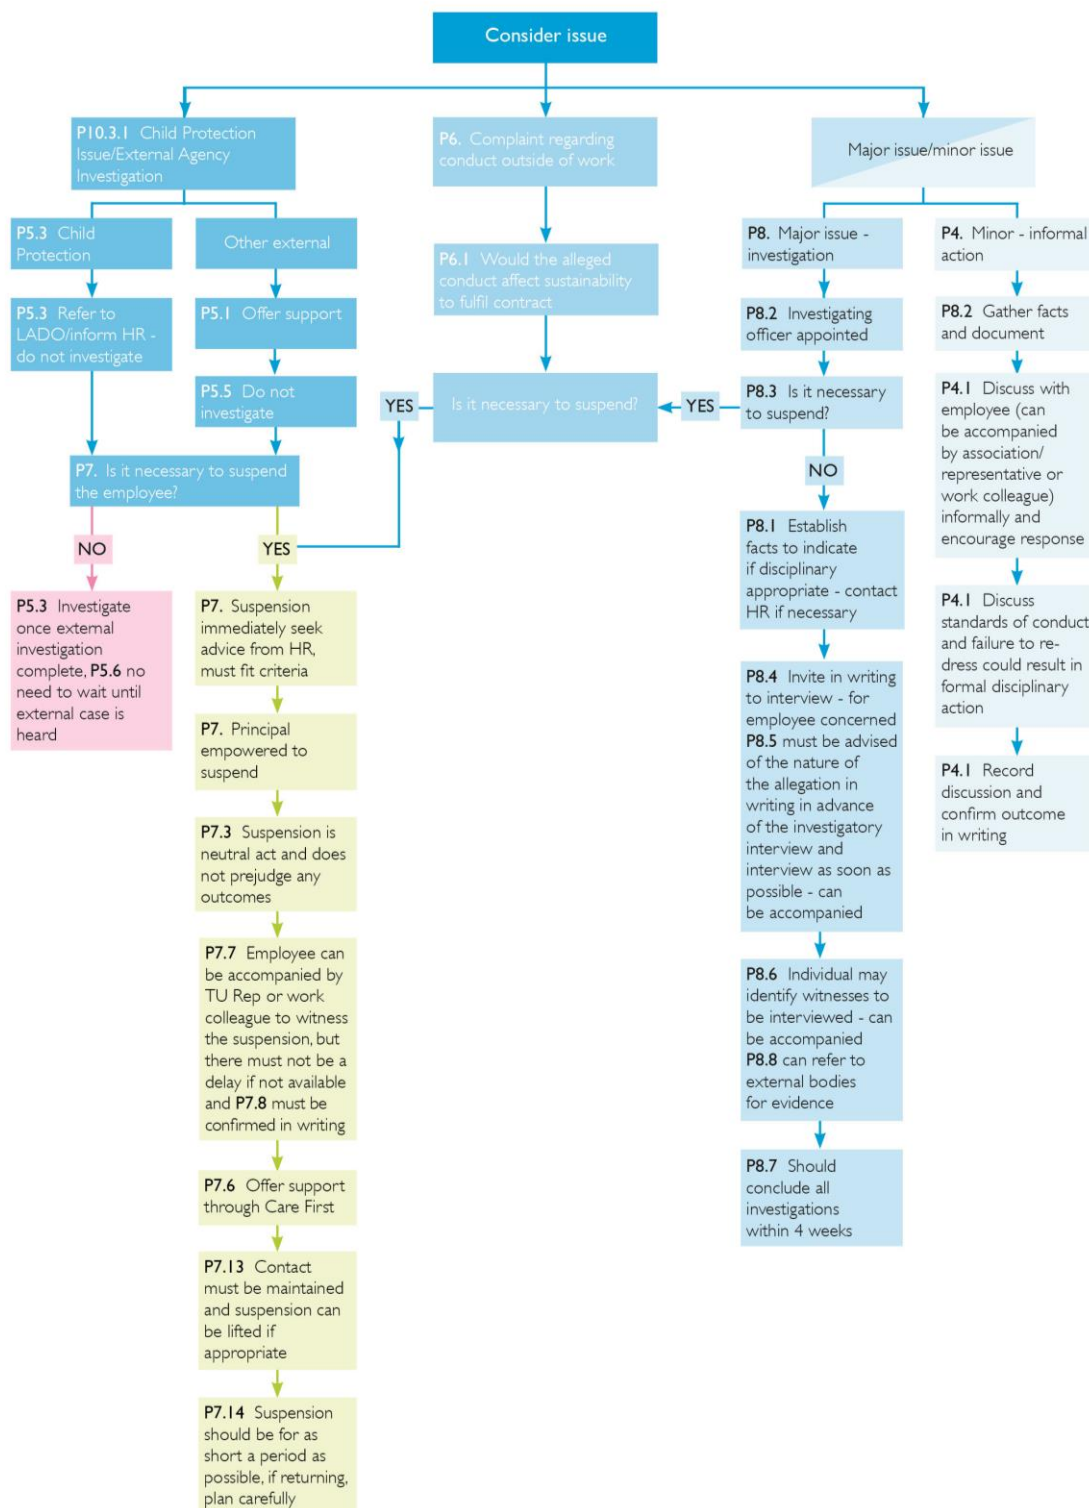 Consider issue
P10.3.1 Child Protection
Issue/External Agency
Investigation
P6. Complaint regarding
conduct outside of work
Major issue/minor issue
P5.3 Child
Protection
Other external
P6.1 Would the alleged
conduct affect sustainability
to fulfil contract
P8. Major issue -
investigation
P4. Minor - informal
action
P5.3 Refer to
LADO/inform HR -
do not investigate
P5.1 Offer support
P8.2 Investigating
officer appointed
P8.2 Gather facts
and document
P5.5 Do not
investigate
YES
Is it necessary to suspend?
YES
P8.3 Is it necessary
to suspend?
P4.1 Discuss with
employee (can
be accompanied
by association/
representative or
work colleague)
informally and
encourage response
P7. Is it necessary to suspend
the employee?
NO
NO
YES
P8.1 Establish
facts to indicate
if disciplinary
appropriate - contact
HR if necessary
P5.3 Investigate
once external
investigation
complete, P5.6 no
need to wait until
external case is
heard
P7. Suspension
immediately seek
advice from HR,
must fit criteria
P4.1 Discuss
standards of conduct
and failure to re-
dress could result in
formal disciplinary
action
P8.4 Invite in writing
to interview - for
employee concerned
P8.5 must be advised
of the nature of
the allegation in
writing in advance
of the investigatory
interview and
interview as soon as
possible - can
be accompanied
P7. Principal
empowered to
suspend
P4.1 Record
discussion and
confirm outcome
in writing
P7.3 Suspension is
neutral act and does
not prejudge any
outcomes
P7.7 Employee can
be accompanied by
TU Rep or work
colleague to witness
the suspension, but
there must not be a
delay if not available
and P7.8 must be
confirmed in writing
P8.6 Individual may
identify witnesses to
be interviewed - can
be accompanied
P8.8 can refer to
external bodies
for evidence
P8.7 Should
conclude all
investigations
within 4 weeks
P7.6 Offer support
through Care First
P7.13 Contact
must be maintained
and suspension can
be lifted if
appropriate
P7.14 Suspension
should be for as
short a period as
possible, if returning,
plan carefully